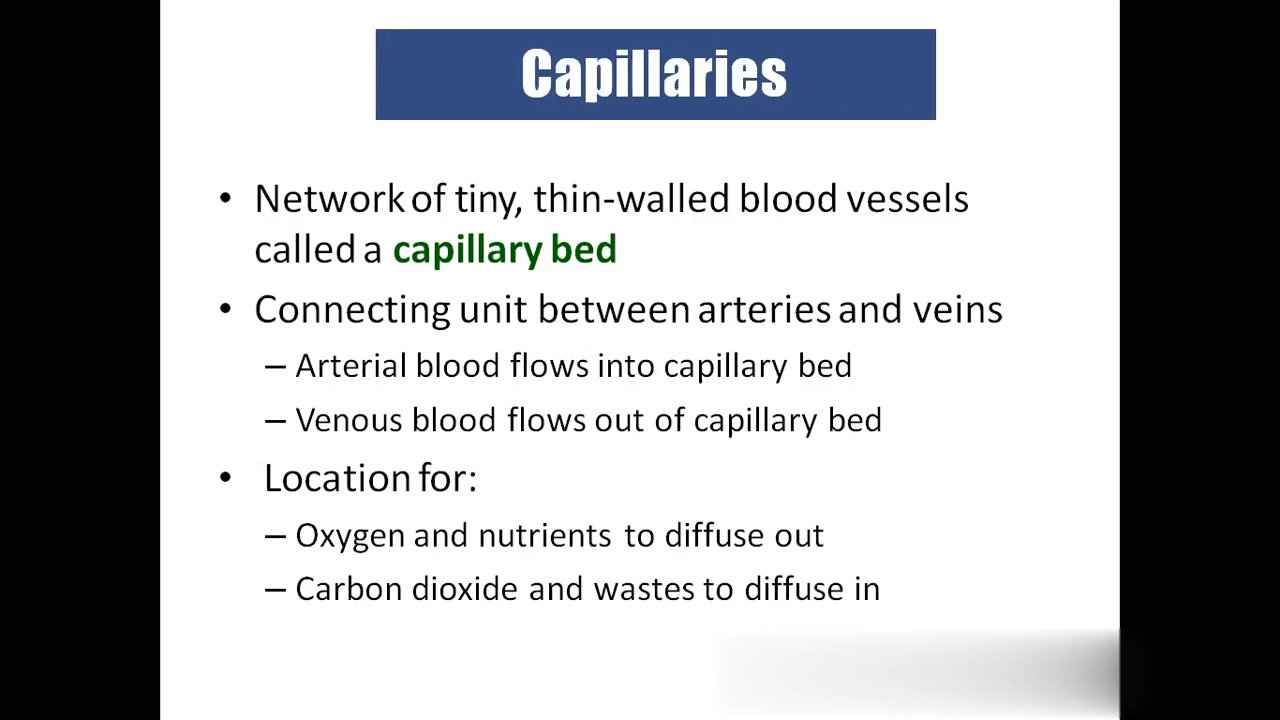 Capillaries
• Network of tiny, thin-walled blood vessels
called a capillary bed
• Connecting unit between arteries and veins
– Arterial blood flows into capillary bed
– Venous blood flows out of capillary bed
• Location for:
– Oxygen and nutrients to diffuse out
– Carbon dioxide and wastes to diffuse in